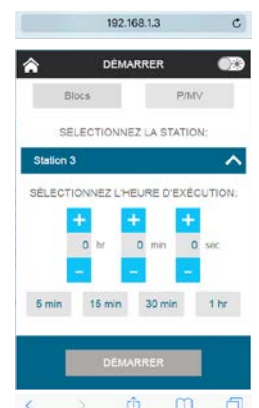 192.168.1.3
DÉMARRER
Blocs P/MV
SÉLECTIONNEZ LA STATION:
Station 3
SÉLECTIONNEZ L'HEURE D'EXÉCUTION:
+ + +
0 hr 0 min 0 sec
- - -
5 min 15 min 30 min 1 hr
DÉMARRER